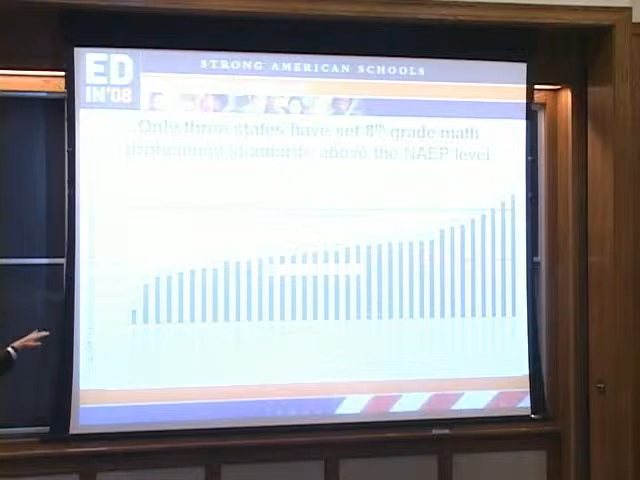 ED
IN'08
STRONG AMERICAN SCHOOLS
Only three states have set 8th grade math
proficiency standards above the NAEP level